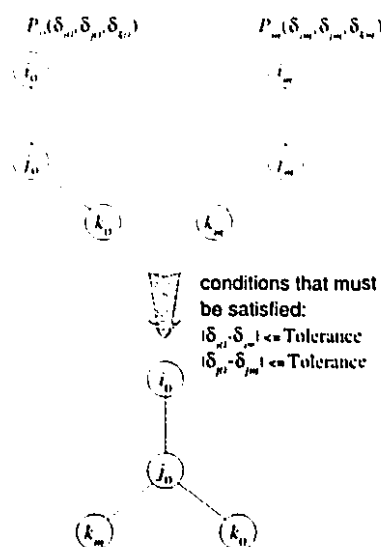 P₀(δᵢ₀,δⱼ₀,δₖ₀) Pₘ(δᵢₘ,δⱼₘ,δₖₘ)
i₀ iₘ
j₀ jₘ
k₀ kₘ
conditions that must
be satisfied:
|δᵢ₀-δᵢₘ| <= Tolerance
|δⱼ₀-δⱼₘ| <= Tolerance
i₀
j₀
kₘ k₀